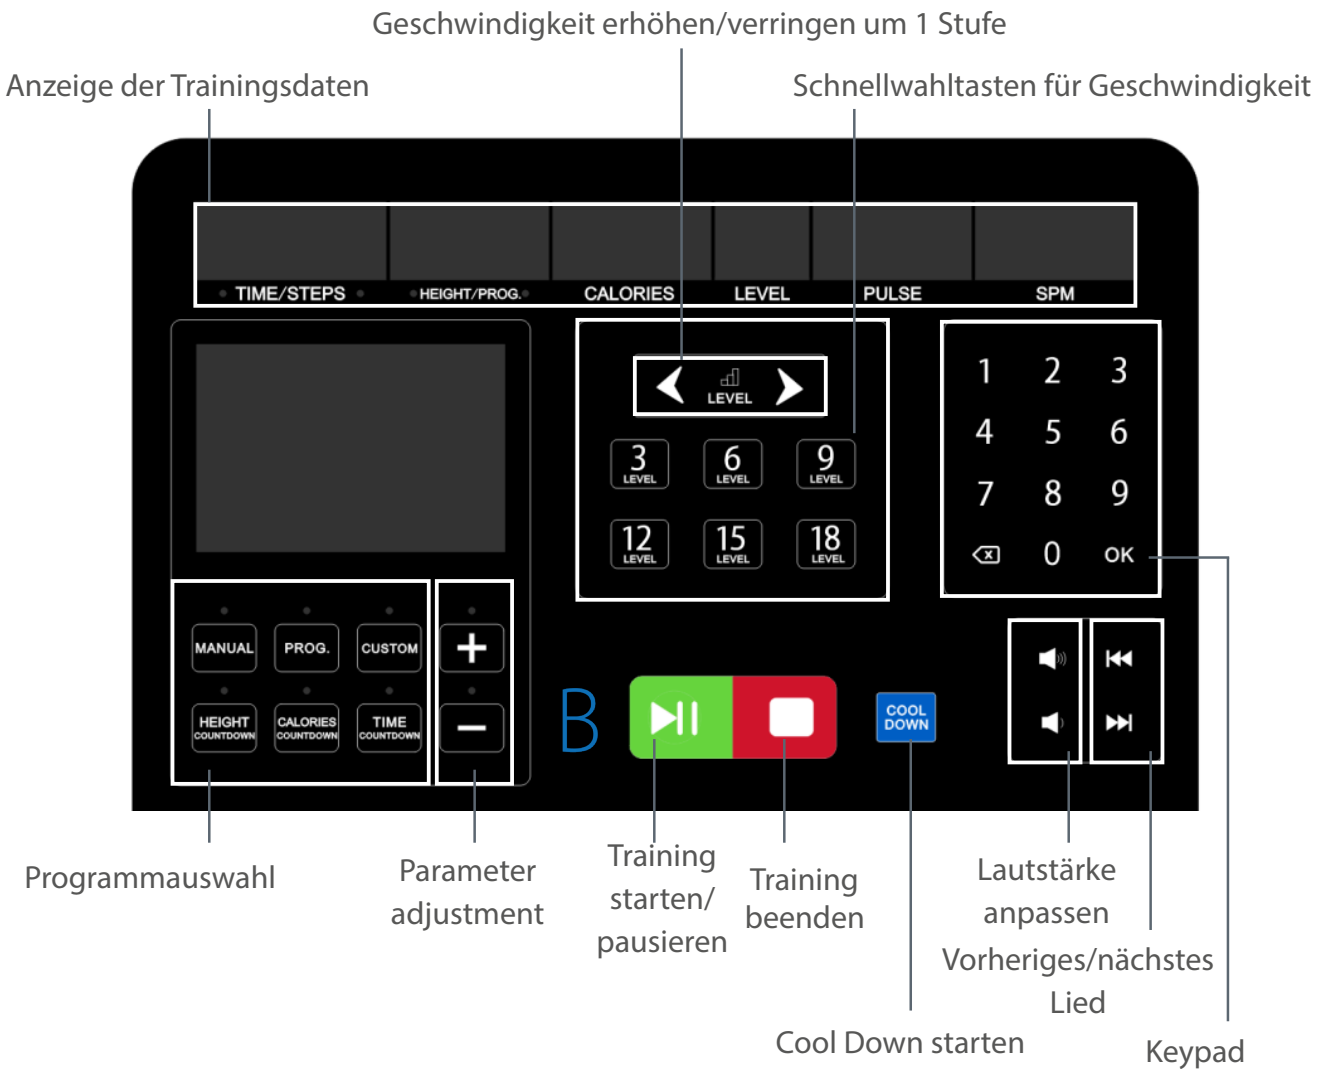 Geschwindigkeit erhöhen/verringen um 1 Stufe
Anzeige der Trainingsdaten
Schnellwahltasten für Geschwindigkeit
TIME/STEPS
HEIGHT/PROG.
CALORIES
LEVEL
PULSE
SPM
LEVEL
3
LEVEL
6
LEVEL
9
LEVEL
12
LEVEL
15
LEVEL
18
LEVEL
1 2 3
4 5 6
7 8 9
0 OK
MANUAL
PROG.
CUSTOM
HEIGHT
COUNTDOWN
CALORIES
COUNTDOWN
TIME
COUNTDOWN
B
COOL
DOWN
Programmauswahl
Parameter
adjustment
Training
starten/
pausieren
Training
beenden
Lautstärke
anpassen
Vorheriges/nächstes
Lied
Cool Down starten
Keypad